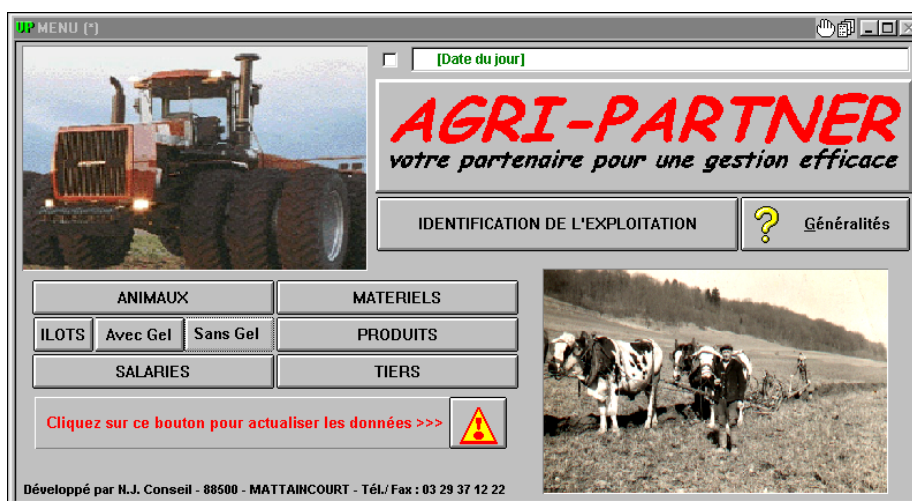 UP MENU (*)
[Date du jour]
AGRI-PARTNER
votre partenaire pour une gestion efficace
IDENTIFICATION DE L'EXPLOITATION
? Généralités
ANIMAUX
MATERIELS
ILOTS
Avec Gel
Sans Gel
PRODUITS
SALARIES
TIERS
Cliquez sur ce bouton pour actualiser les données >>>
Développé par N.J. Conseil - 88500 - MATTAINCOURT - Tél./ Fax : 03 29 37 12 22